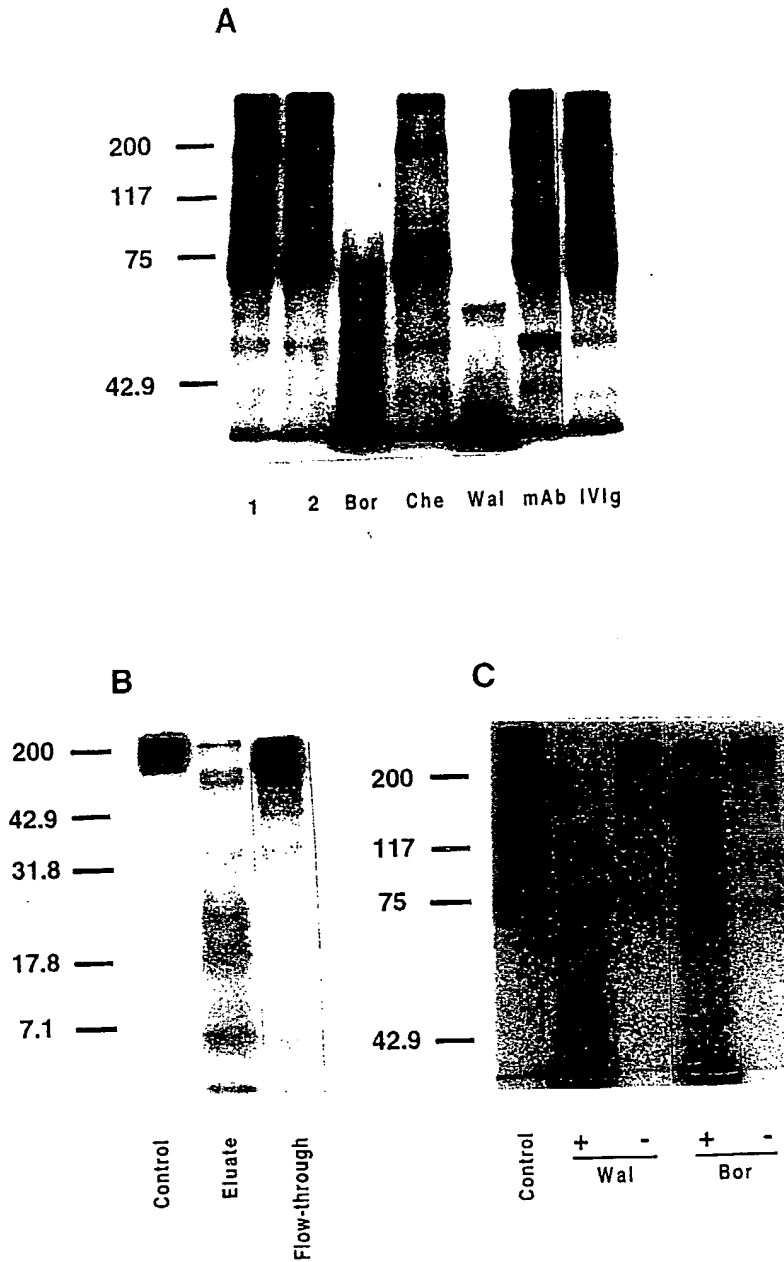 A
200
117
75
42.9
1 2 Bor Che Wal mAb IVIg
B
200
42.9
31.8
17.8
7.1
Control
Eluate
Flow-through
C
200
117
75
42.9
Control
+ - + -
Wal Bor